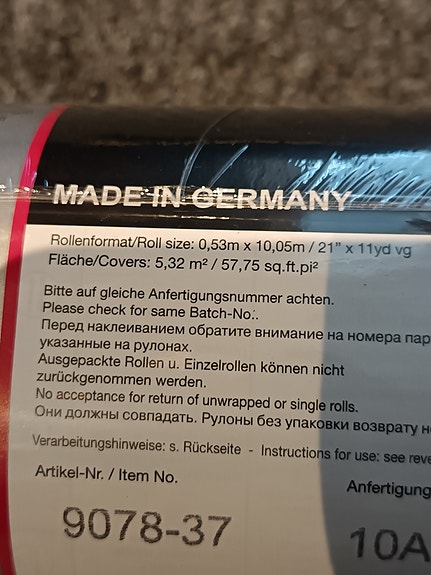 MADE IN GERMANY
Rollenformat/Roll size: 0,53m x 10,05m / 21" x 11yd vg
Fläche/Covers: 5,32 m² / 57,75 sq.ft.pi²
Bitte auf gleiche Anfertigungsnummer achten.
Please check for same Batch-No.:.
Перед наклеиванием обратите внимание на номера пар
указанные на рулонах.
Ausgepackte Rollen u. Einzelrollen können nicht
zurückgenommen werden.
No acceptance for return of unwrapped or single rolls.
Они должны совпадать. Рулоны без упаковки возврату н
Verarbeitungshinweise: s. Rückseite - Instructions for use: see reve
Artikel-Nr. / Item No.
Anfertigung
9078-37
10A